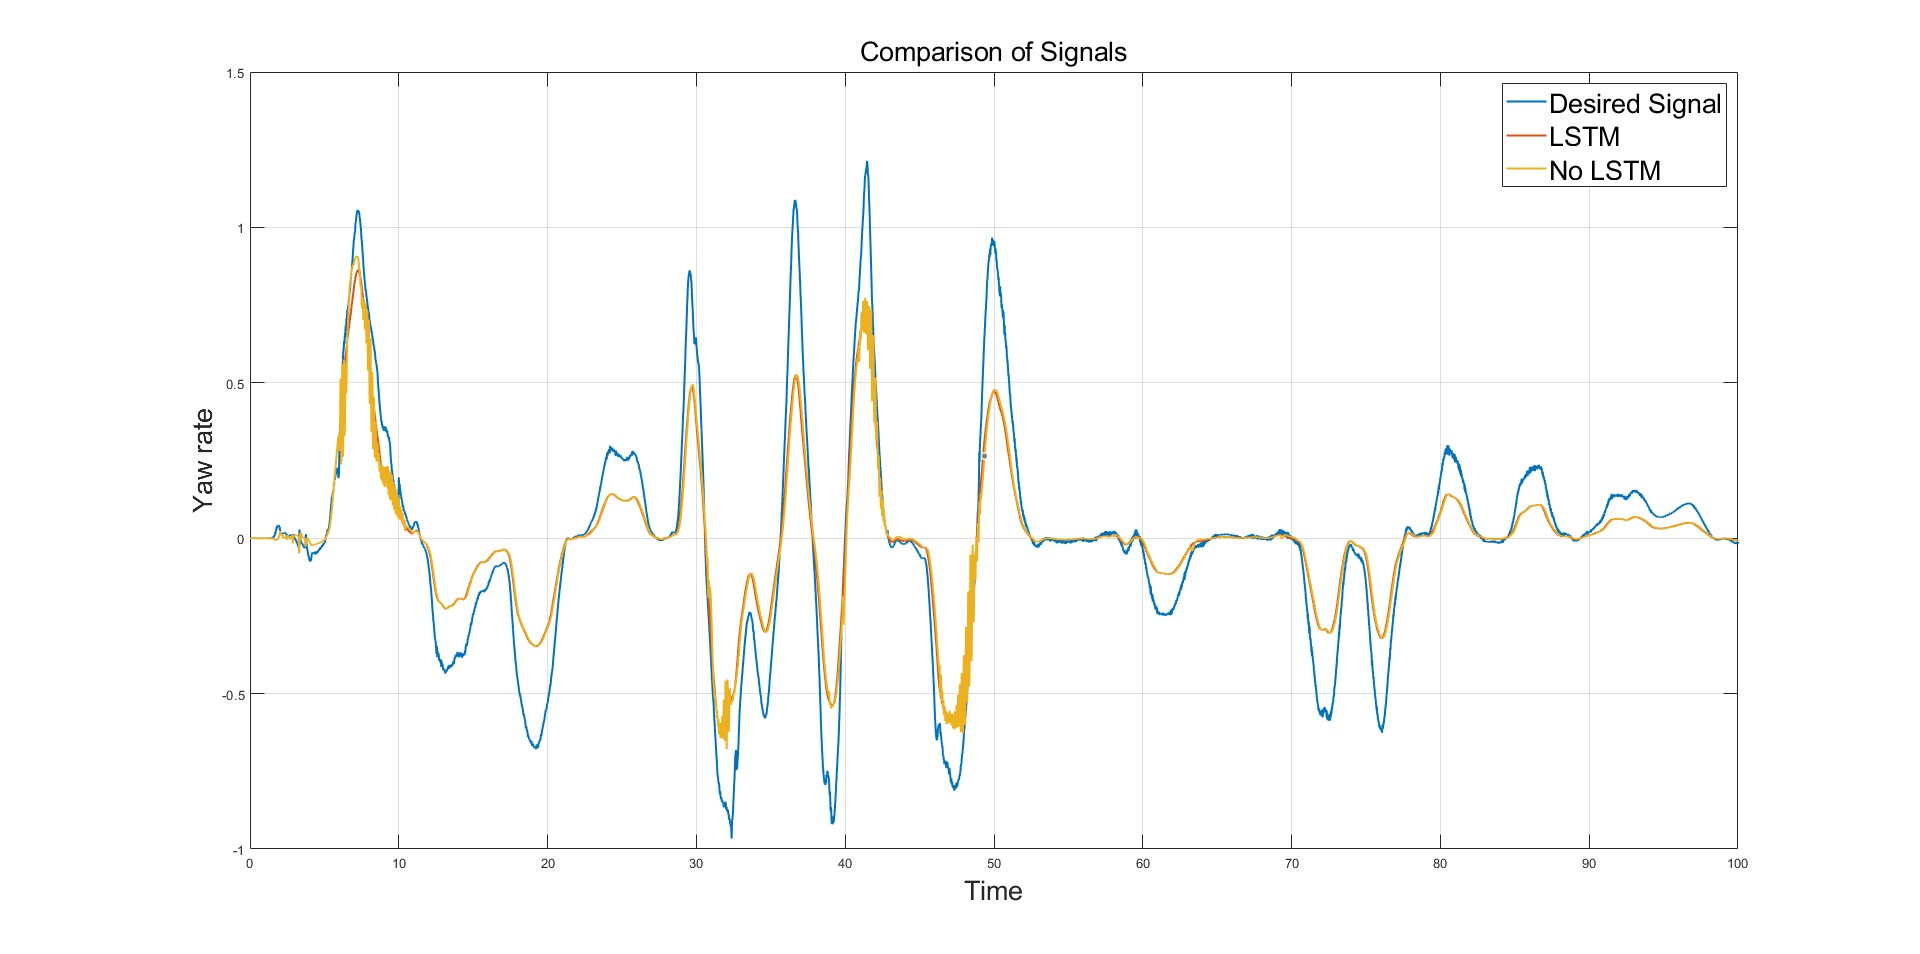 Comparison of Signals
1.5
1
0.5
0
-0.5
-1
Yaw rate
Desired Signal
LSTM
No LSTM
0 10 20 30 40 50 60 70 80 90 100
Time